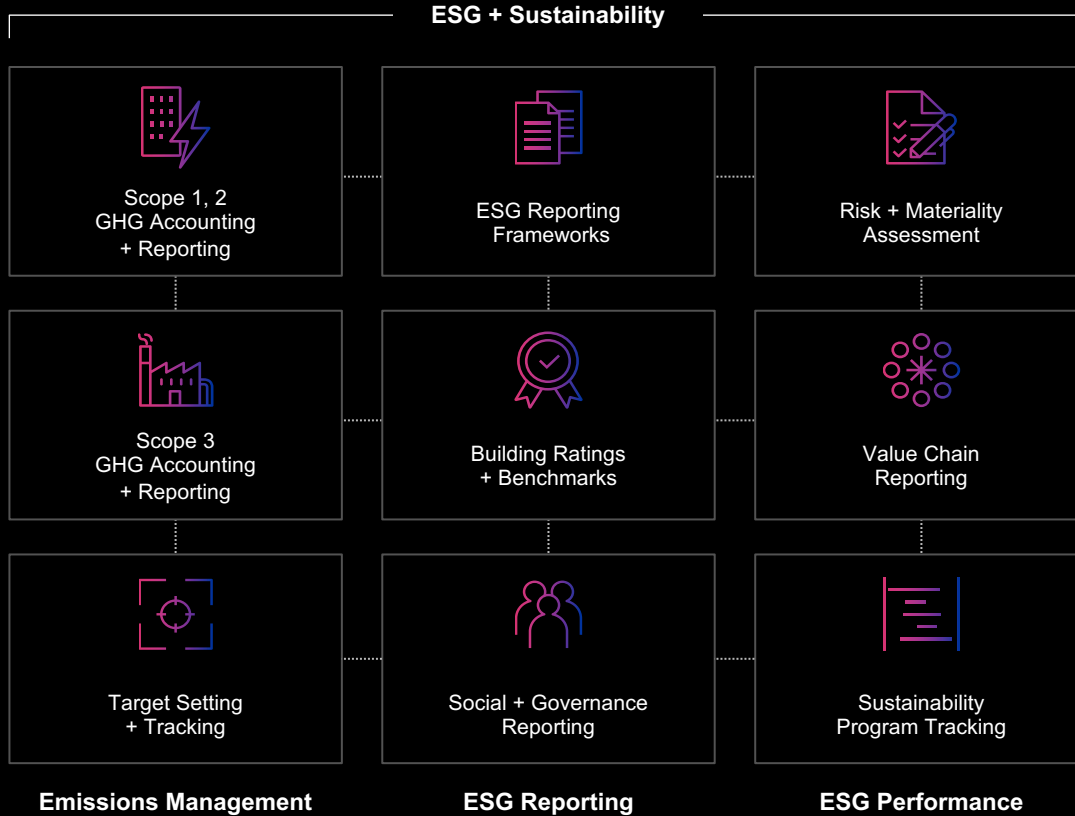 ESG + Sustainability
Scope 1, 2
GHG Accounting
+ Reporting
ESG Reporting
Frameworks
Risk + Materiality
Assessment
Scope 3
GHG Accounting
+ Reporting
Building Ratings
+ Benchmarks
Value Chain
Reporting
Target Setting
+ Tracking
Social + Governance
Reporting
Sustainability
Program Tracking
Emissions Management
ESG Reporting
ESG Performance